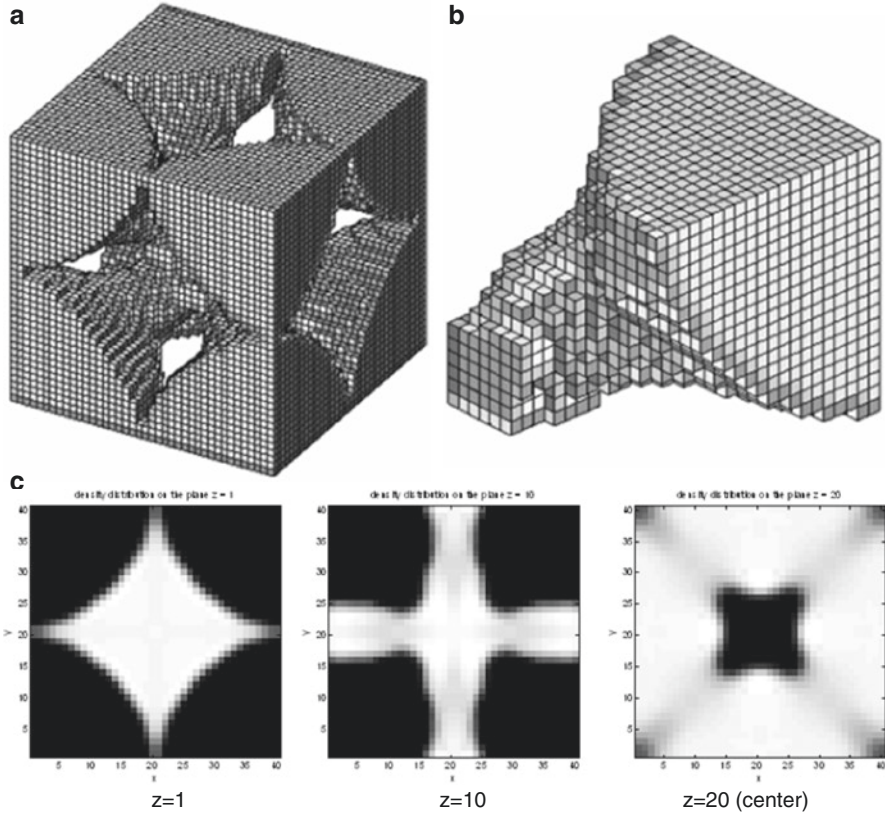 a
b
c
density distribution on the plane z = 1
density distribution on the plane z = 10
density distribution on the plane z = 20
40
35
30
25
20
15
10
5
y
5 10 15 20 25 30 35 40
x
40
35
30
25
20
15
10
5
y
5 10 15 20 25 30 35 40
x
40
35
30
25
20
15
10
5
y
5 10 15 20 25 30 35 40
x
z=1
z=10
z=20 (center)